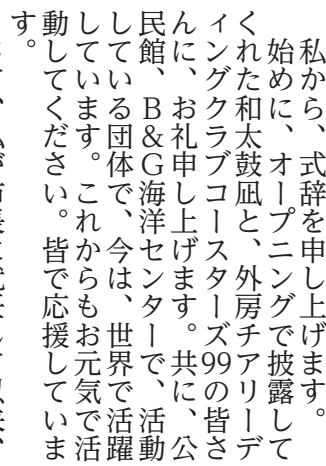 私から、式辞を申し上げます。
始めに、オープニングで披露して
くれた和太鼓凪と、外房チアリーデ
ィングクラブコースターズ99の皆さ
んに、お礼申し上げます。共に、公
民館、B&G海洋センターで、活動
している団体で、今は、世界で活躍
しています。これからもお元気で活
動してください。皆で応援していま
す。